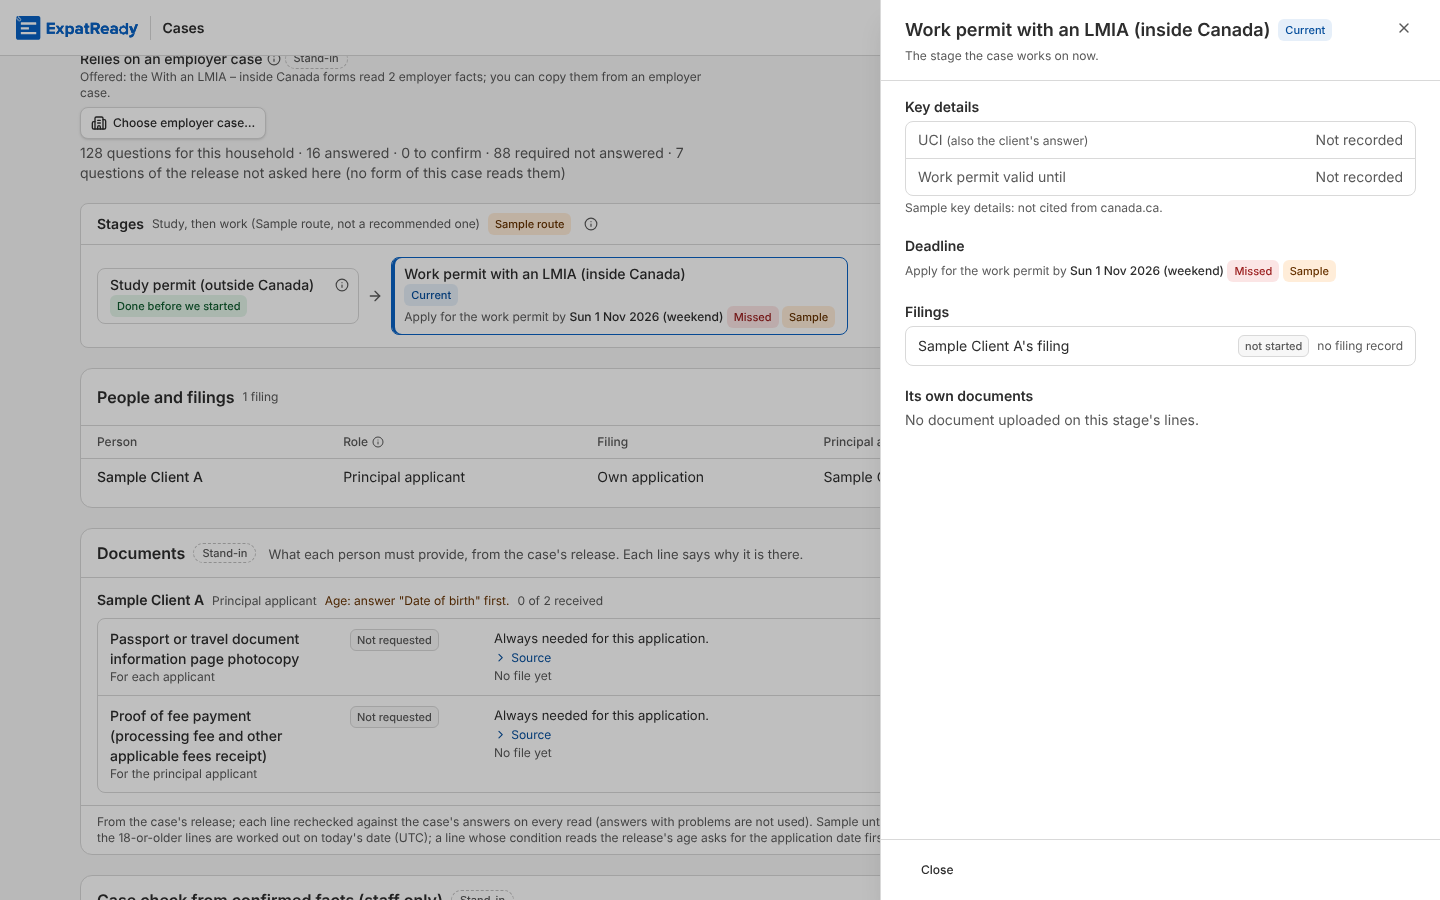 ExpatReady
Cases
Relies on an employer case Stand-in
Offered: the With an LMIA – inside Canada forms read 2 employer facts; you can copy them from an employer
case.
Choose employer case...
128 questions for this household · 16 answered · 0 to confirm · 88 required not answered · 7
questions of the release not asked here (no form of this case reads them)
Stages Study, then work (Sample route, not a recommended one) Sample route
Study permit (outside Canada)
Done before we started
Work permit with an LMIA (inside Canada)
Current
Apply for the work permit by Sun 1 Nov 2026 (weekend) Missed Sample
People and filings 1 filing
Person Role Filing Principal a
Sample Client A Principal applicant Own application Sample C
Documents Stand-in What each person must provide, from the case's release. Each line says why it is there.
Sample Client A Principal applicant Age: answer "Date of birth" first. 0 of 2 received
Passport or travel document
information page photocopy
For each applicant
Not requested
Always needed for this application.
Source
No file yet
Proof of fee payment
(processing fee and other
applicable fees receipt)
For the principal applicant
Not requested
Always needed for this application.
Source
No file yet
From the case's release; each line rechecked against the case's answers on every read (answers with problems are not used). Sample unt
the 18-or-older lines are worked out on today's date (UTC); a line whose condition reads the release's age asks for the application date firs
Case check from confirmed facts (staff only) Stand-in
Work permit with an LMIA (inside Canada) Current
The stage the case works on now.
Key details
UCI (also the client's answer) Not recorded
Work permit valid until Not recorded
Sample key details: not cited from canada.ca.
Deadline
Apply for the work permit by Sun 1 Nov 2026 (weekend) Missed Sample
Filings
Sample Client A's filing not started no filing record
Its own documents
No document uploaded on this stage's lines.
Close